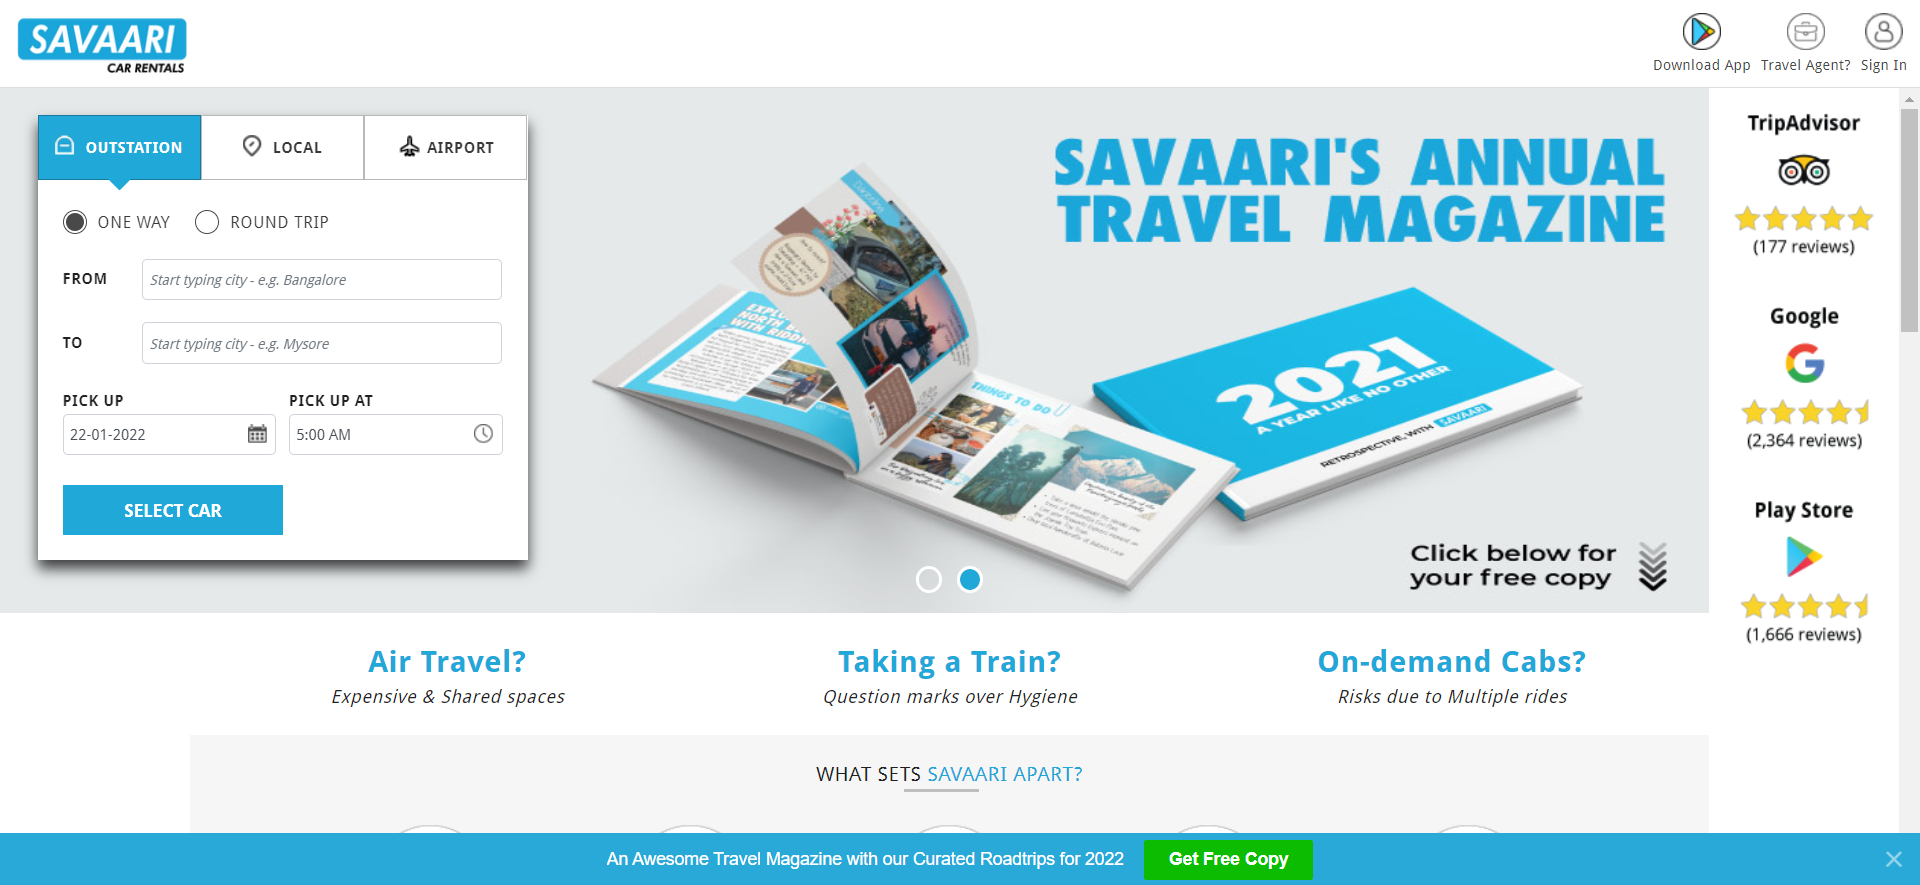 SAVAARI
CAR RENTALS
Download App
Travel Agent?
Sign In
OUTSTATION
LOCAL
AIRPORT
ONE WAY
ROUND TRIP
FROM
Start typing city - e.g. Bangalore
TO
Start typing city - e.g. Mysore
PICK UP
PICK UP AT
22-01-2022
5:00 AM
SELECT CAR
SAVAARI'S ANNUAL
TRAVEL MAGAZINE
THINGS TO DO
2021
A YEAR LIKE NO OTHER
RETROSPECTIVE, WITH SAVAARI
Click below for
your free copy
TripAdvisor
(177 reviews)
Google
(2,364 reviews)
Play Store
(1,666 reviews)
Air Travel?
Expensive & Shared spaces
Taking a Train?
Question marks over Hygiene
On-demand Cabs?
Risks due to Multiple rides
WHAT SETS SAVAARI APART?
An Awesome Travel Magazine with our Curated Roadtrips for 2022
Get Free Copy